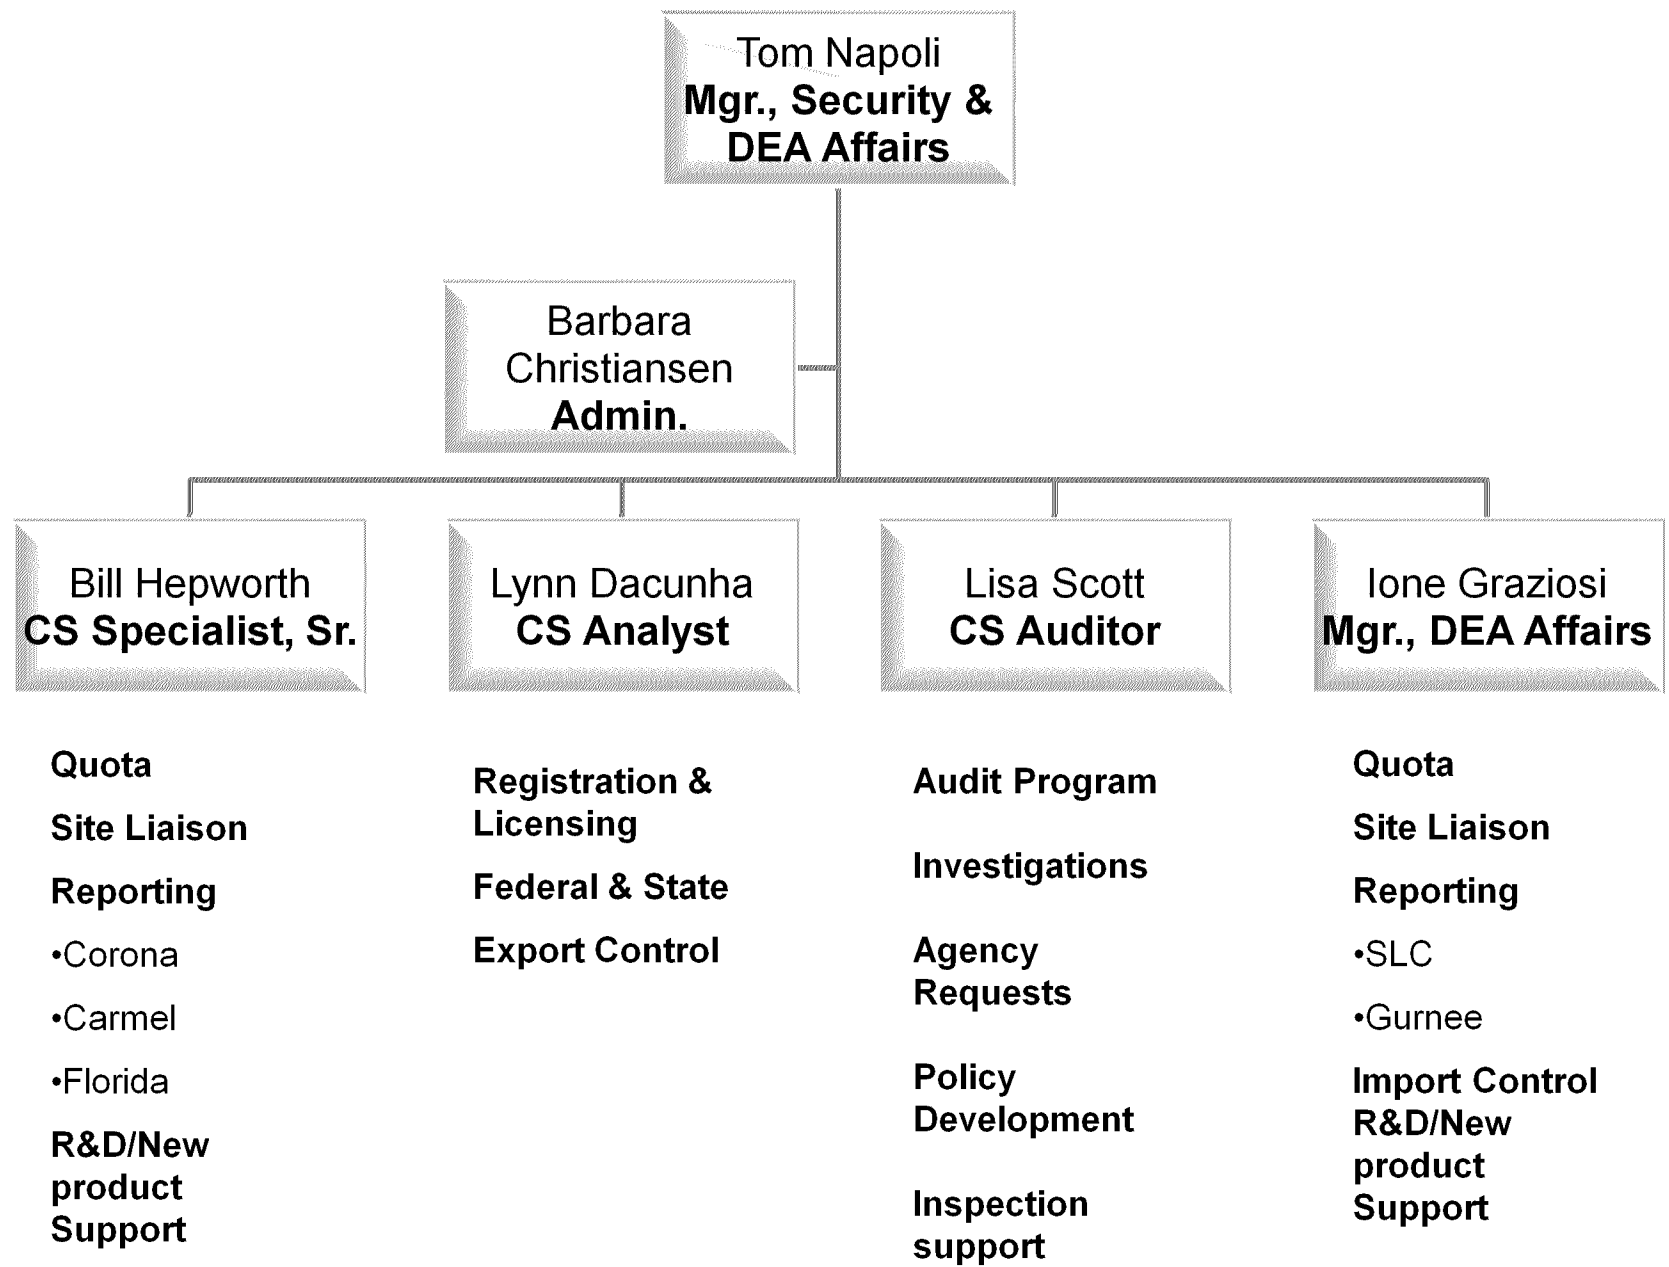 Tom Napoli
Mgr., Security &
DEA Affairs
Barbara
Christiansen
Admin.
Bill Hepworth
CS Specialist, Sr.
Lynn Dacunha
CS Analyst
Lisa Scott
CS Auditor
Ione Graziosi
Mgr., DEA Affairs
Quota
Site Liaison
Reporting
•Corona
•Carmel
•Florida
R&D/New
product
Support
Registration &
Licensing
Federal & State
Export Control
Audit Program
Investigations
Agency
Requests
Policy
Development
Inspection
support
Quota
Site Liaison
Reporting
•SLC
•Gurnee
Import Control
R&D/New
product
Support